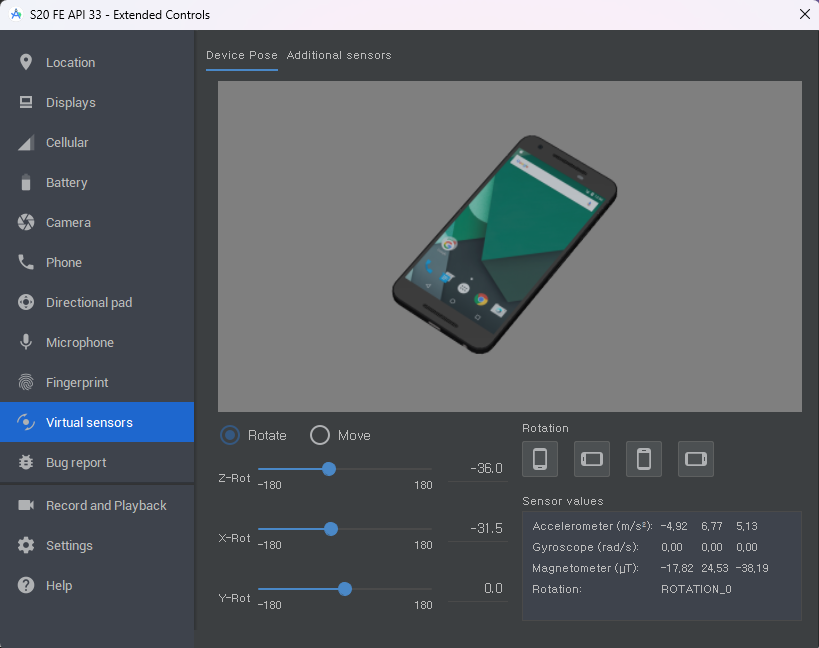 S20 FE API 33 - Extended Controls
Location
Displays
Cellular
Battery
Camera
Phone
Directional pad
Microphone
Fingerprint
Virtual sensors
Bug report
Record and Playback
Settings
Help
Device Pose Additional sensors
Rotate Move
Z-Rot -180 180 -36.0
X-Rot -180 180 -31.5
Y-Rot -180 180 0.0
Rotation
Sensor values
Accelerometer (m/s²): -4,92 6,77 5,13
Gyroscope (rad/s): 0,00 0,00 0,00
Magnetometer (μT): -17,82 24,53 -38,19
Rotation: ROTATION_0